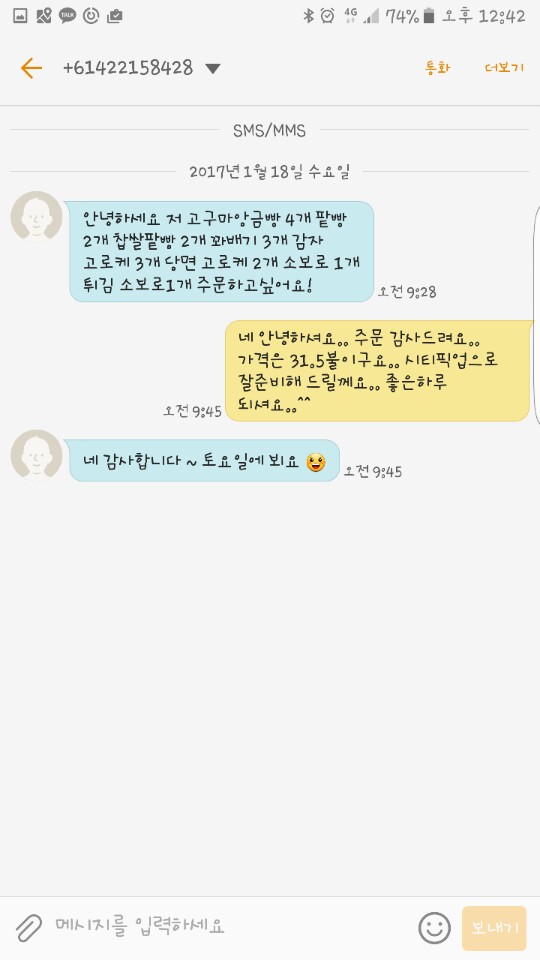 TALK 4G 74% 오후 12:42
+61422158428 통화 더보기
SMS/MMS
2017년 1월 18일 수요일
안녕하세요 저 고구마앙금빵 4개 팥빵
2개 찹쌀팥빵 2개 꽈배기 3개 감자
고로케 3개 당면 고로케 2개 소보로 1개
튀김 소보로1개 주문하고싶어요!
오전 9:28
네 안녕하셔요.. 주문 감사드려요..
가격은 31.5불이구요.. 시티픽업으로
잘준비해 드릴께요.. 좋은하루
되셔요..^^
오전 9:45
네 감사합니다 ~ 토요일에 뵈요 😃
오전 9:45
메시지를 입력하세요 보내기